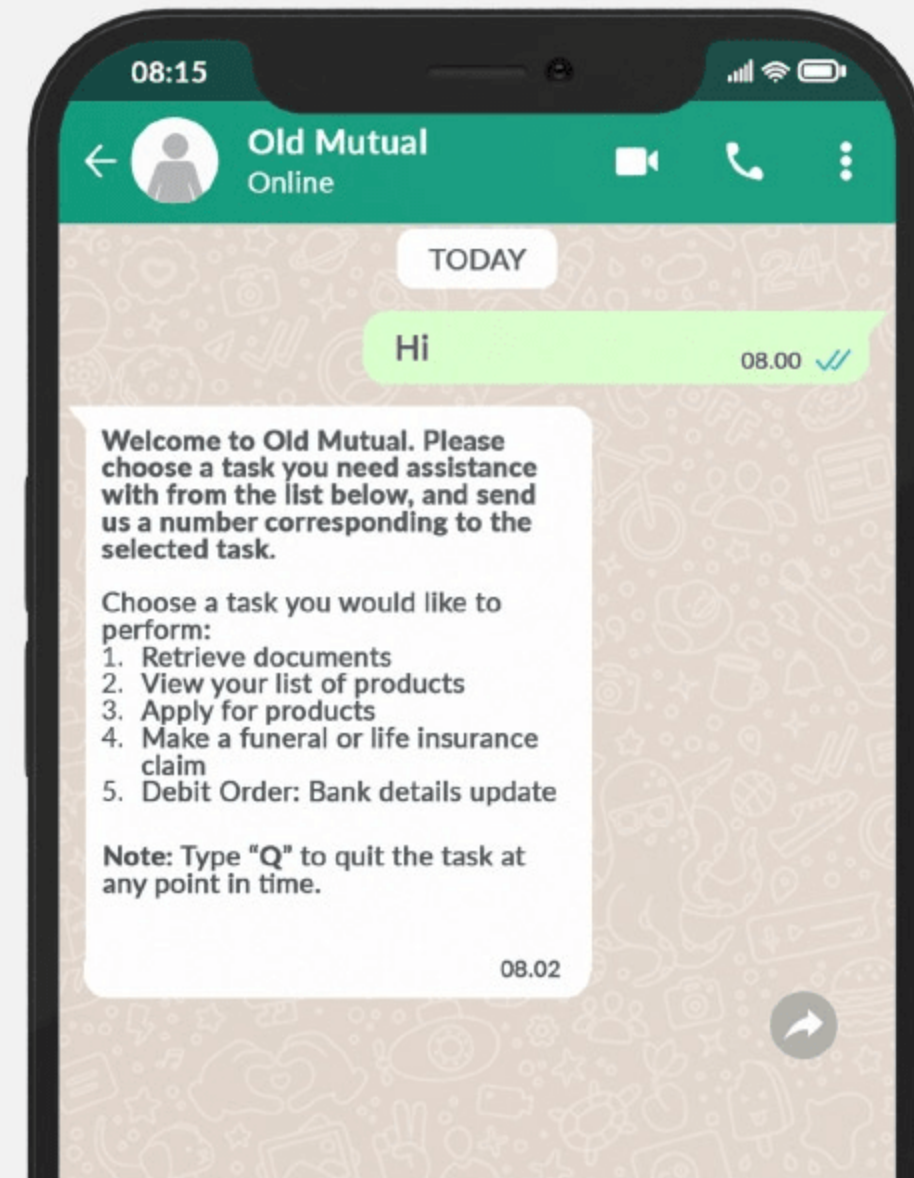 08:15
Old Mutual
Online
TODAY
Hi
08.00
Welcome to Old Mutual. Please
choose a task you need assistance
with from the list below, and send
us a number corresponding to the
selected task.
Choose a task you would like to
perform:
1. Retrieve documents
2. View your list of products
3. Apply for products
4. Make a funeral or life insurance
claim
5. Debit Order: Bank details update
Note: Type “Q” to quit the task at
any point in time.
08.02